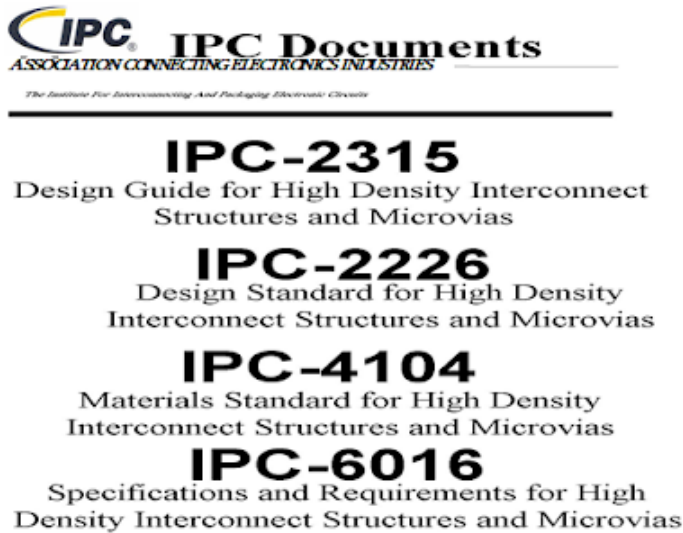 IPC® IPC Documents
ASSOCIATION CONNECTING ELECTRONICS INDUSTRIES
The Institute For Interconnecting And Packaging Electronic Circuits
IPC-2315
Design Guide for High Density Interconnect
Structures and Microvias
IPC-2226
Design Standard for High Density
Interconnect Structures and Microvias
IPC-4104
Materials Standard for High Density
Interconnect Structures and Microvias
IPC-6016
Specifications and Requirements for High
Density Interconnect Structures and Microvias